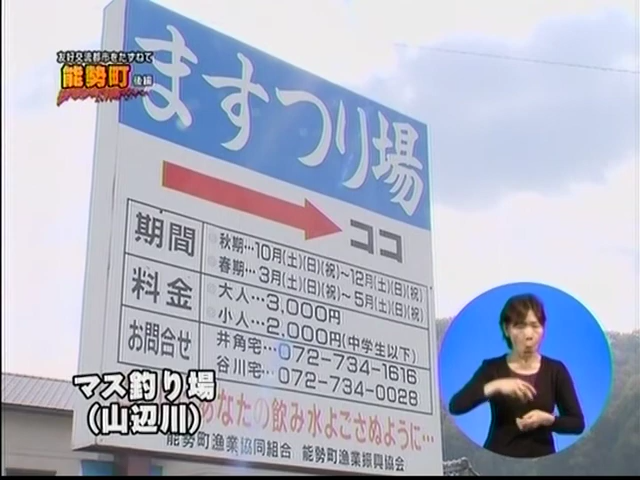 友好交流都市をたずねて
能勢町 後編
ますつり場
ココ
期間
秋期…10月(土)(日)(祝)～12月(土)(日)(祝)
春期…3月(土)(日)(祝)～5月(土)(日)(祝)
料金
大人…3,000円
小人…2,000円(中学生以下)
お問合せ
井角宅…072-734-1616
谷川宅…072-734-0028
あなたの飲み水よごさぬように…
能勢町漁業協同組合 能勢町漁業振興協会
マス釣り場
(山辺川)